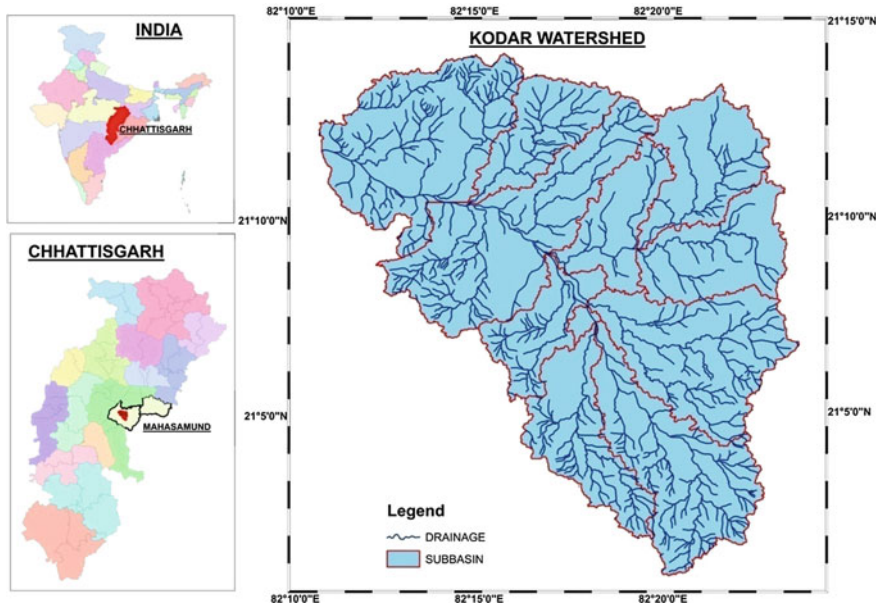 INDIA
CHHATTISGARH
CHHATTISGARH
MAHASAMUND
82°10'0"E 82°15'0"E 82°20'0"E
21°15'0"N
KODAR WATERSHED
21°10'0"N 21°10'0"N
21°5'0"N 21°5'0"N
Legend
DRAINAGE
SUBBASIN
82°10'0"E 82°15'0"E 82°20'0"E